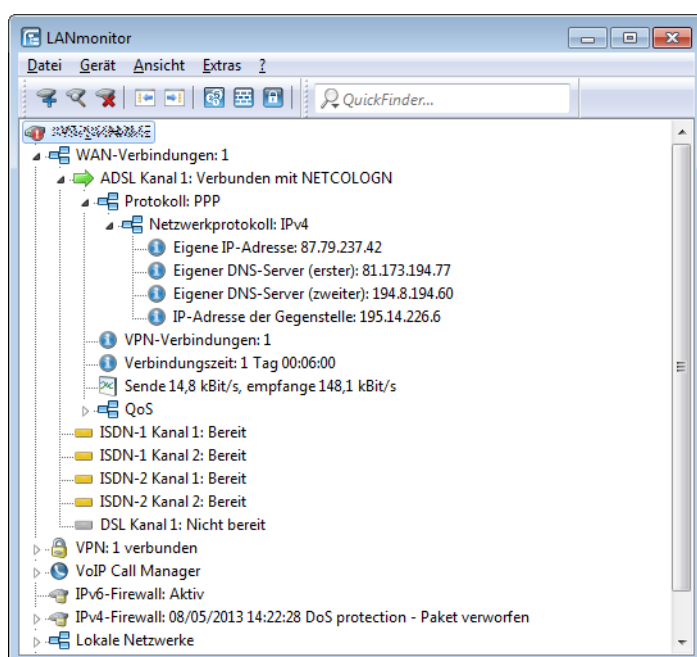 LANmonitor
Datei Gerät Ansicht Extras ?
QuickFinder...
WAN-Verbindungen: 1
ADSL Kanal 1: Verbunden mit NETCOLOGN
Protokoll: PPP
Netzwerkprotokoll: IPv4
Eigene IP-Adresse: 87.79.237.42
Eigener DNS-Server (erster): 81.173.194.77
Eigener DNS-Server (zweiter): 194.8.194.60
IP-Adresse der Gegenstelle: 195.14.226.6
VPN-Verbindungen: 1
Verbindungszeit: 1 Tag 00:06:00
Sende 14,8 kBit/s, empfange 148,1 kBit/s
QoS
ISDN-1 Kanal 1: Bereit
ISDN-1 Kanal 2: Bereit
ISDN-2 Kanal 1: Bereit
ISDN-2 Kanal 2: Bereit
DSL Kanal 1: Nicht bereit
VPN: 1 verbunden
VoIP Call Manager
IPv6-Firewall: Aktiv
IPv4-Firewall: 08/05/2013 14:22:28 DoS protection - Paket verworfen
Lokale Netzwerke